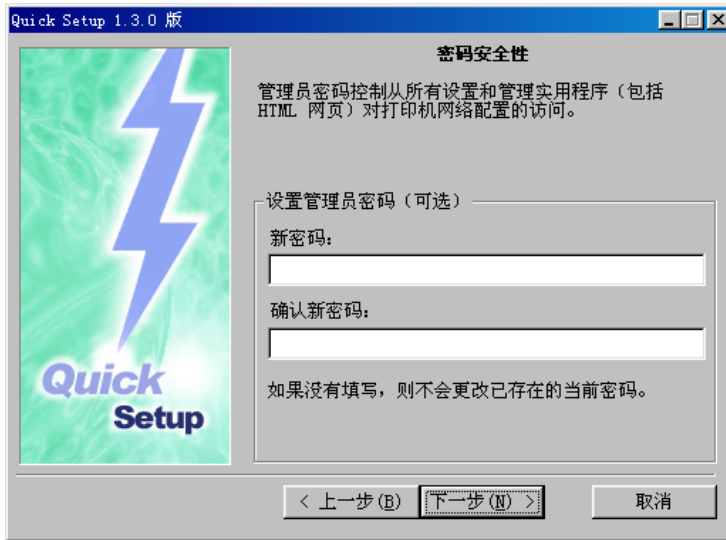 Quick Setup 1.3.0 版
密码安全性
管理员密码控制从所有设置和管理实用程序（包括
HTML 网页）对打印机网络配置的访问。
设置管理员密码（可选）
新密码：
确认新密码：
如果没有填写，则不会更改已存在的当前密码。
Quick
Setup
< 上一步(B)
下一步(N) >
取消